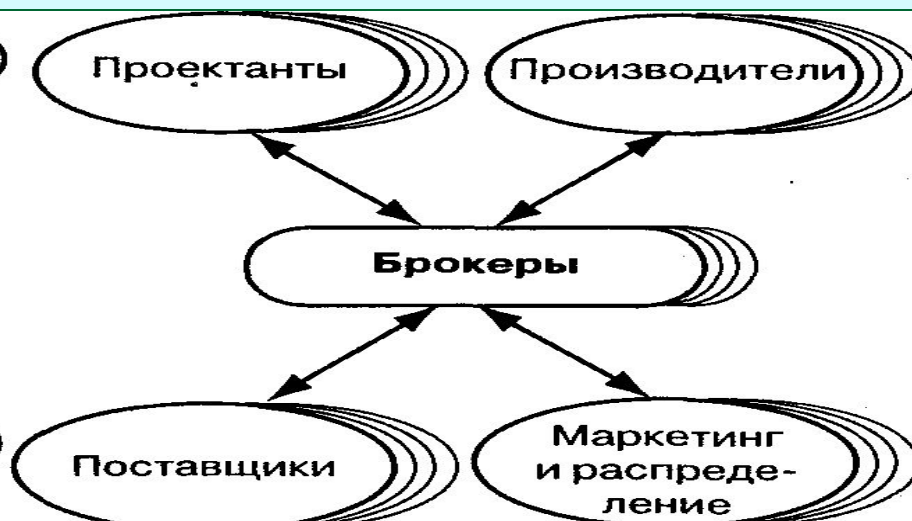 Проектанты
Производители
Брокеры
Поставщики
Маркетинг
и распреде-
ление